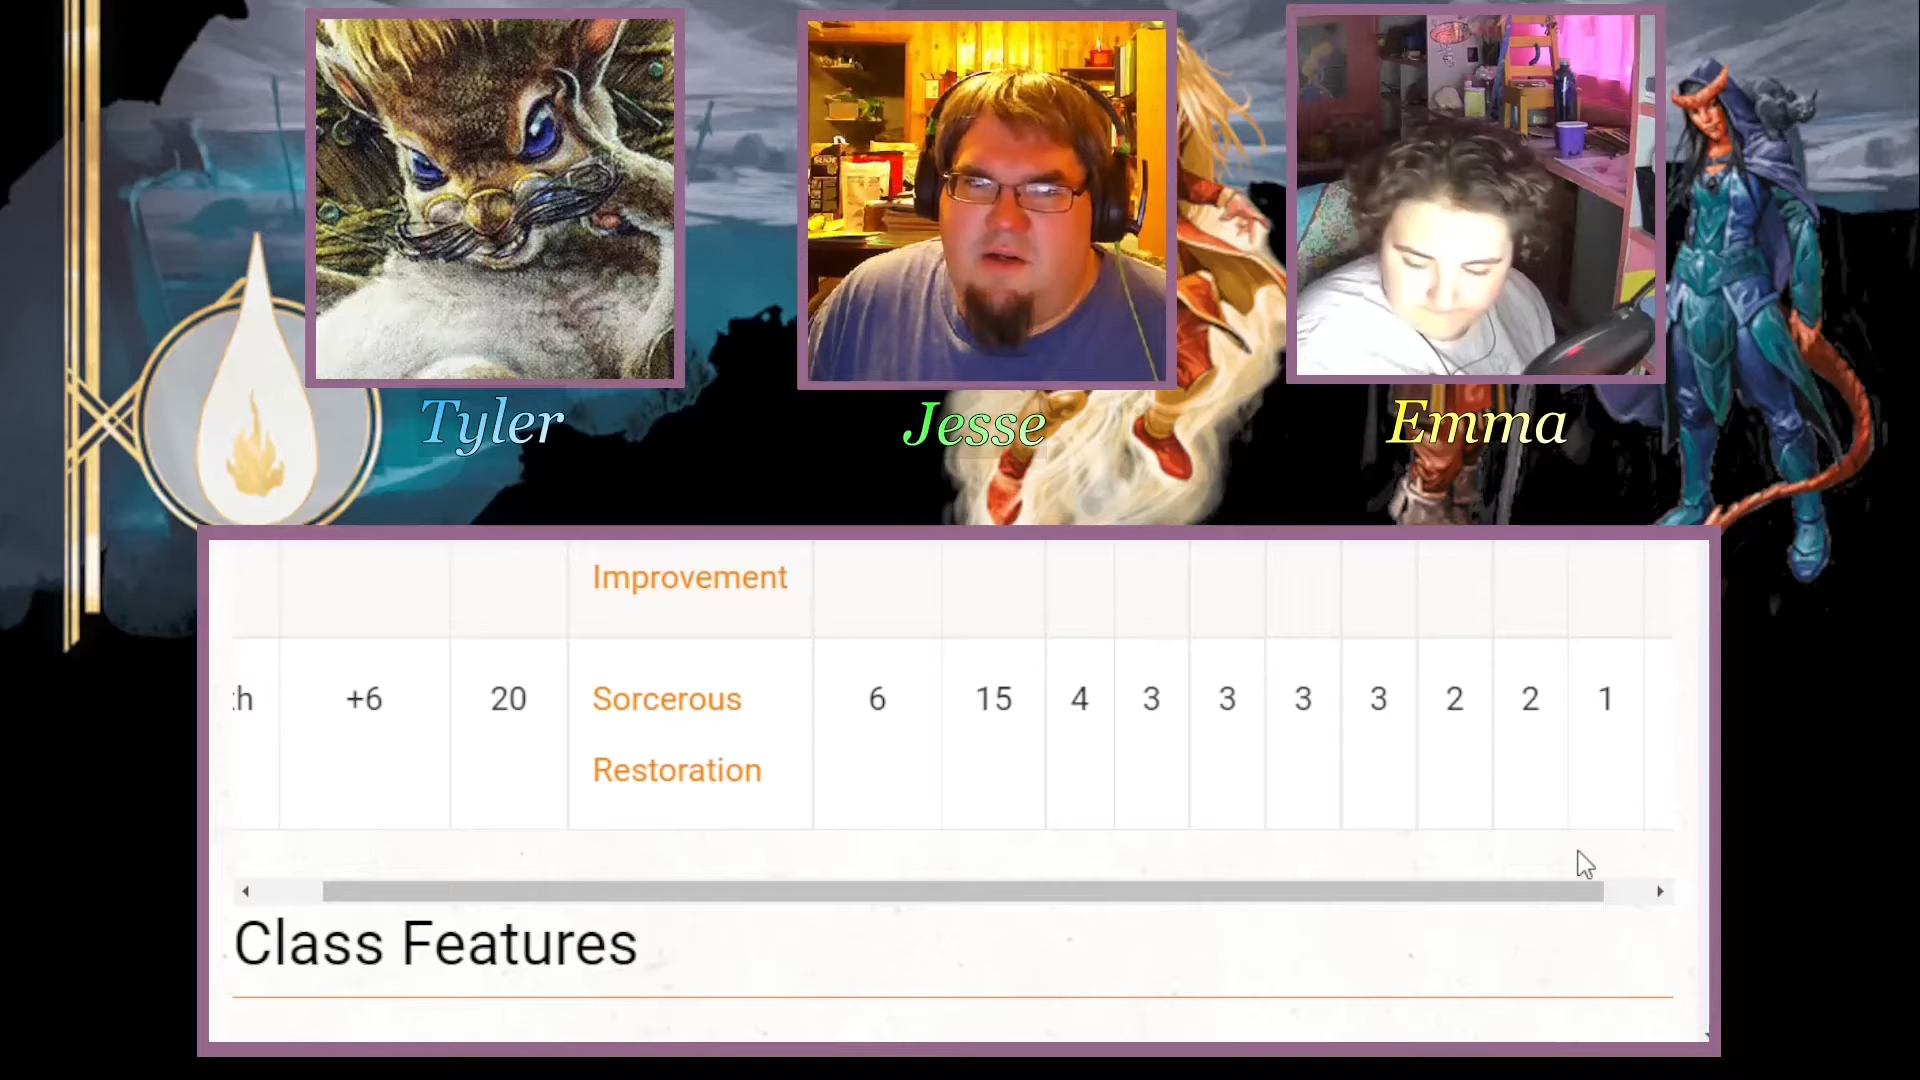 Tyler
Jesse
Emma
Improvement
th +6 20 Sorcerous 6 15 4 3 3 3 3 2 2 1
Restoration
Class Features